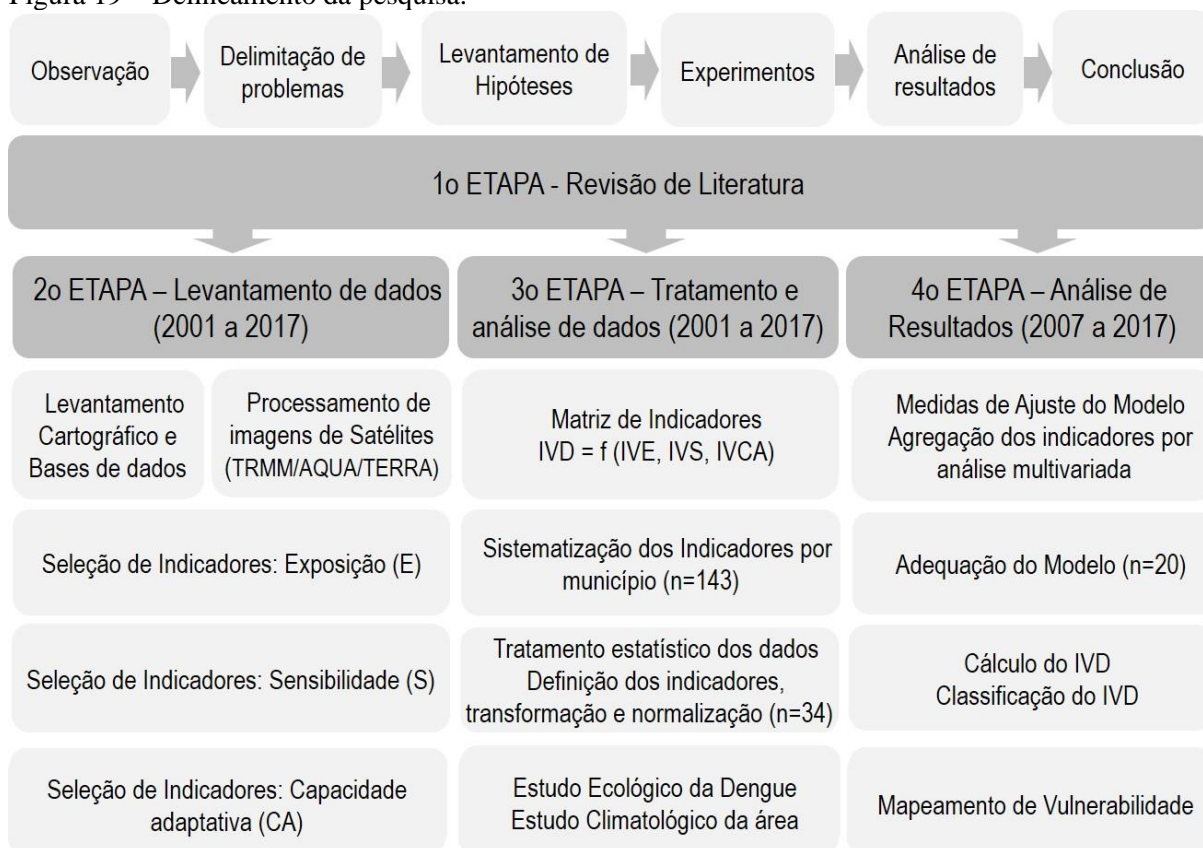 Figura 19 – Delineamento da pesquisa.
Observação
Delimitação de
problemas
Levantamento de
Hipóteses
Experimentos
Análise de
resultados
Conclusão
1o ETAPA - Revisão de Literatura
2o ETAPA – Levantamento de dados
(2001 a 2017)
3o ETAPA – Tratamento e
análise de dados (2001 a 2017)
4o ETAPA – Análise de
Resultados (2007 a 2017)
Levantamento
Cartográfico e
Bases de dados
Processamento de
imagens de Satélites
(TRMM/AQUA/TERRA)
Seleção de Indicadores: Exposição (E)
Seleção de Indicadores: Sensibilidade (S)
Seleção de Indicadores: Capacidade
adaptativa (CA)
Matriz de Indicadores
IVD = f (IVE, IVS, IVCA)
Sistematização dos Indicadores por
município (n=143)
Tratamento estatístico dos dados
Definição dos indicadores,
transformação e normalização (n=34)
Estudo Ecológico da Dengue
Estudo Climatológico da área
Medidas de Ajuste do Modelo
Agregação dos indicadores por
análise multivariada
Adequação do Modelo (n=20)
Cálculo do IVD
Classificação do IVD
Mapeamento de Vulnerabilidade